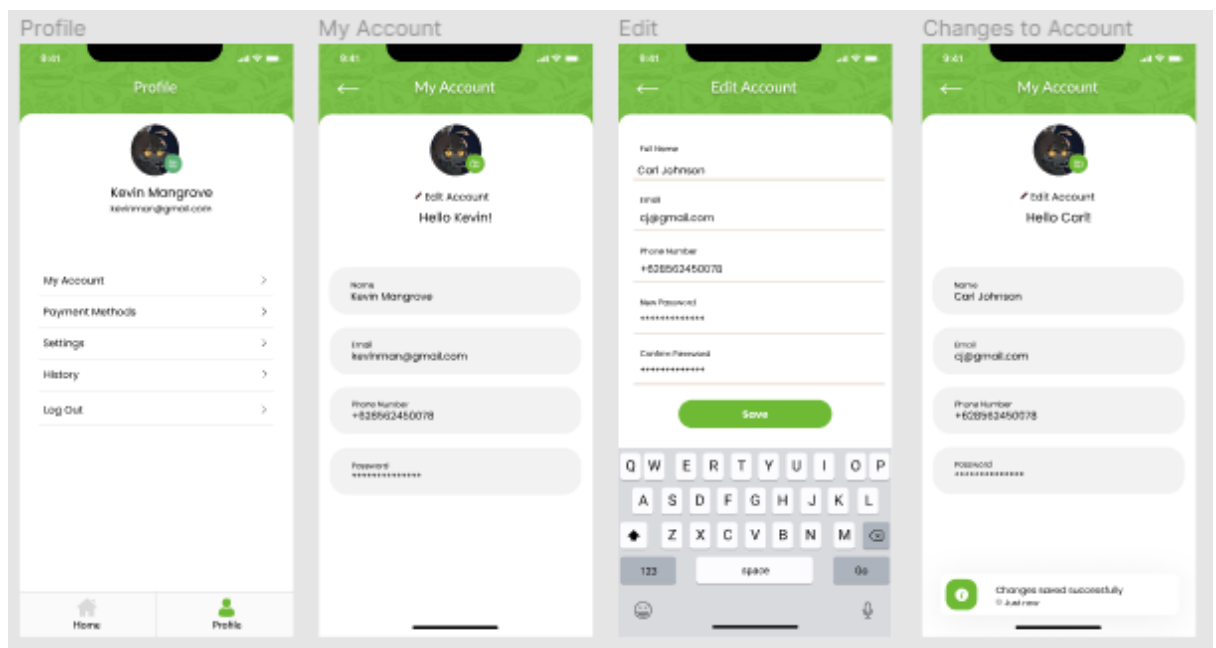 Profile
9:41
Profile
Kevin Mangrove
kevinman@gmail.com
My Account
Payment Methods
Settings
History
Log Out
Home
Profile
My Account
9:41
My Account
Edit Account
Hello Kevin!
Name
Kevin Mangrove
Email
kevinman@gmail.com
Phone Number
+628562450078
Password
**************
Edit
9:41
Edit Account
Full Name
Carl Johnson
Email
cj@gmail.com
Phone Number
+628562450078
New Password
*************
Confirm Password
*************
Save
Q W E R T Y U I O P
A S D F G H J K L
Z X C V B N M
123 space Go
Changes to Account
9:41
My Account
Edit Account
Hello Carl!
Name
Carl Johnson
Email
cj@gmail.com
Phone Number
+628562450078
Password
**************
Changes saved successfully
Just now